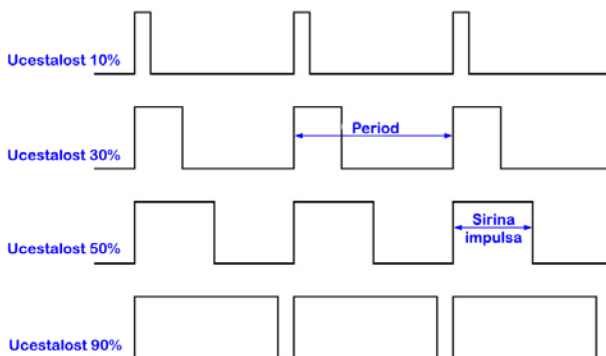 Ucestalost 10%
Period
Ucestalost 30%
Sirina
impulsa
Ucestalost 50%
Ucestalost 90%